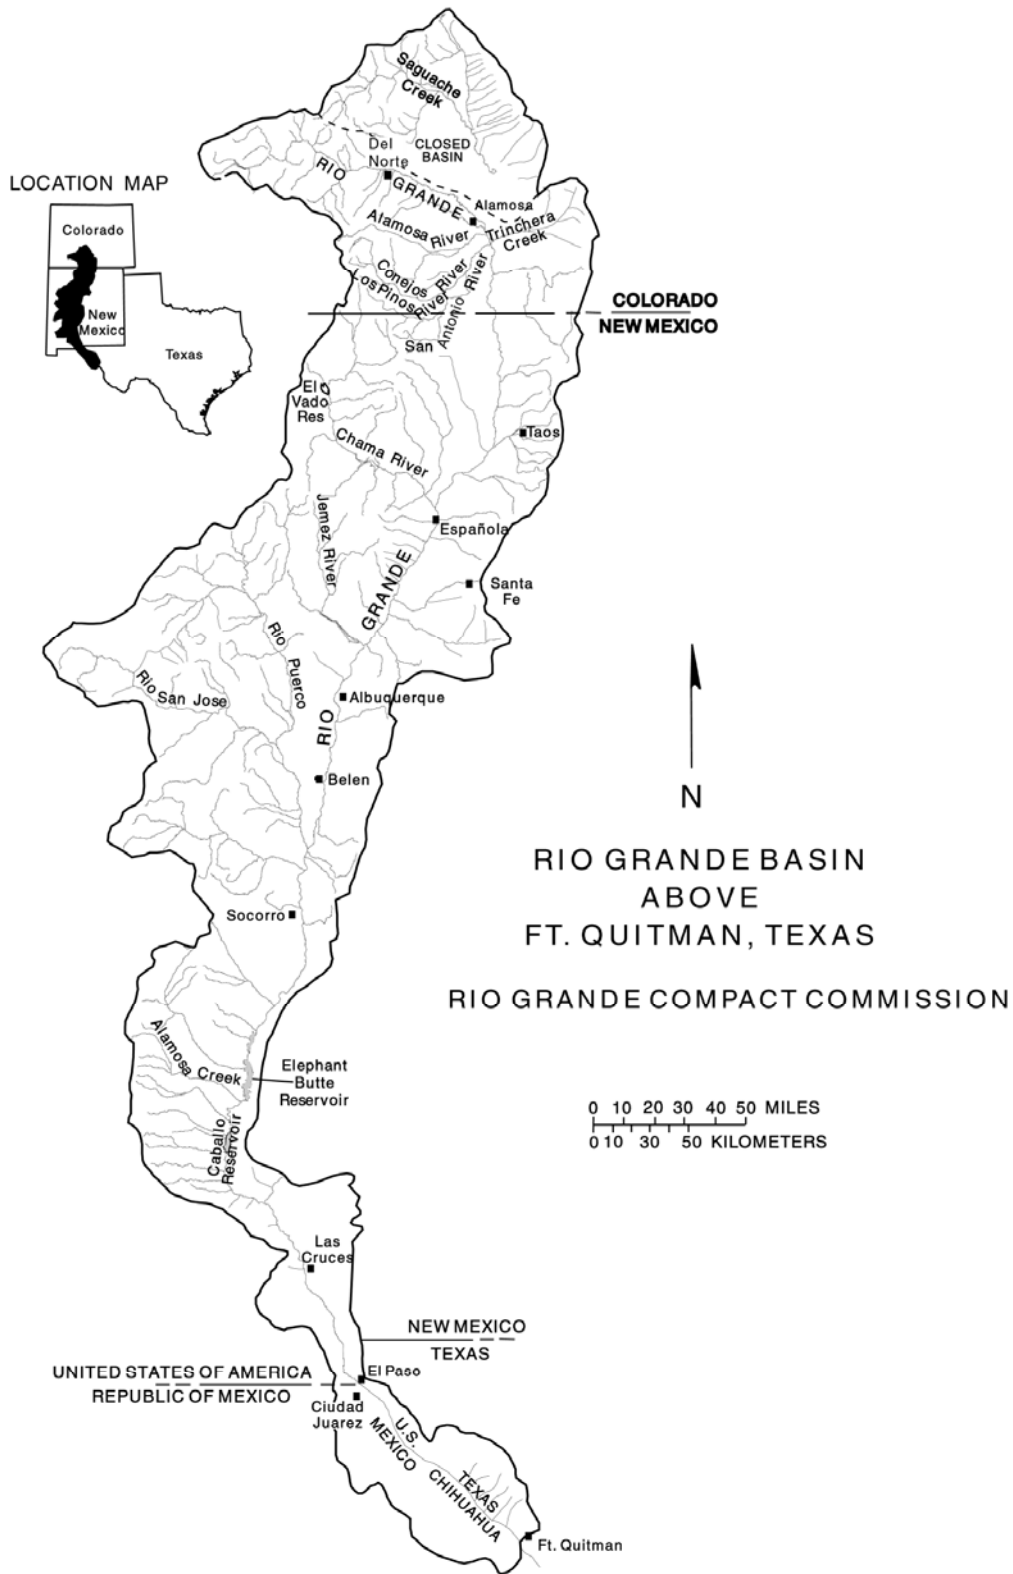 Saguache
Creek
Del
Norte
CLOSED
BASIN
RIO
GRANDE
Alamosa
Alamosa River
Trinchera
Creek
LOCATION MAP
Colorado
New
Mexico
Texas
Conejos River
Los Pinos River
San Antonio River
COLORADO
NEW MEXICO
El
Vado
Res
Taos
Chama River
Jemez River
Española
GRANDE
Santa
Fe
Rio Puerco
Rio San Jose
RIO
Albuquerque
Belen
N
RIO GRANDE BASIN
ABOVE
FT. QUITMAN, TEXAS
Socorro
RIO GRANDE COMPACT COMMISSION
Alamosa Creek
Elephant
Butte
Reservoir
0 10 20 30 40 50 MILES
0 10 30 50 KILOMETERS
Caballo
Reservoir
Las
Cruces
NEW MEXICO
TEXAS
UNITED STATES OF AMERICA
REPUBLIC OF MEXICO
El Paso
Ciudad
Juarez
U.S.
MEXICO
TEXAS
CHIHUAHUA
Ft. Quitman